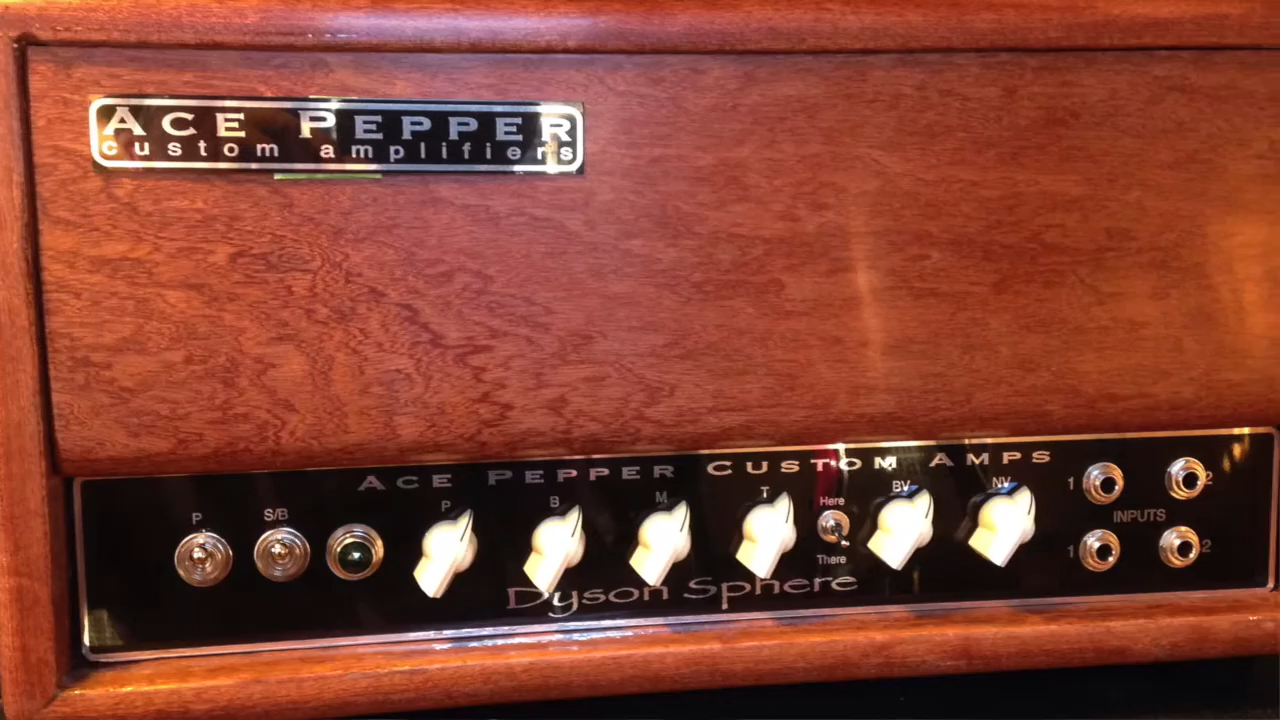 ACE PEPPER
custom amplifiers
ACE PEPPER CUSTOM AMPS
P S/B P B M T Here BV NV 1 2
There INPUTS
1 2
Dyson Sphere